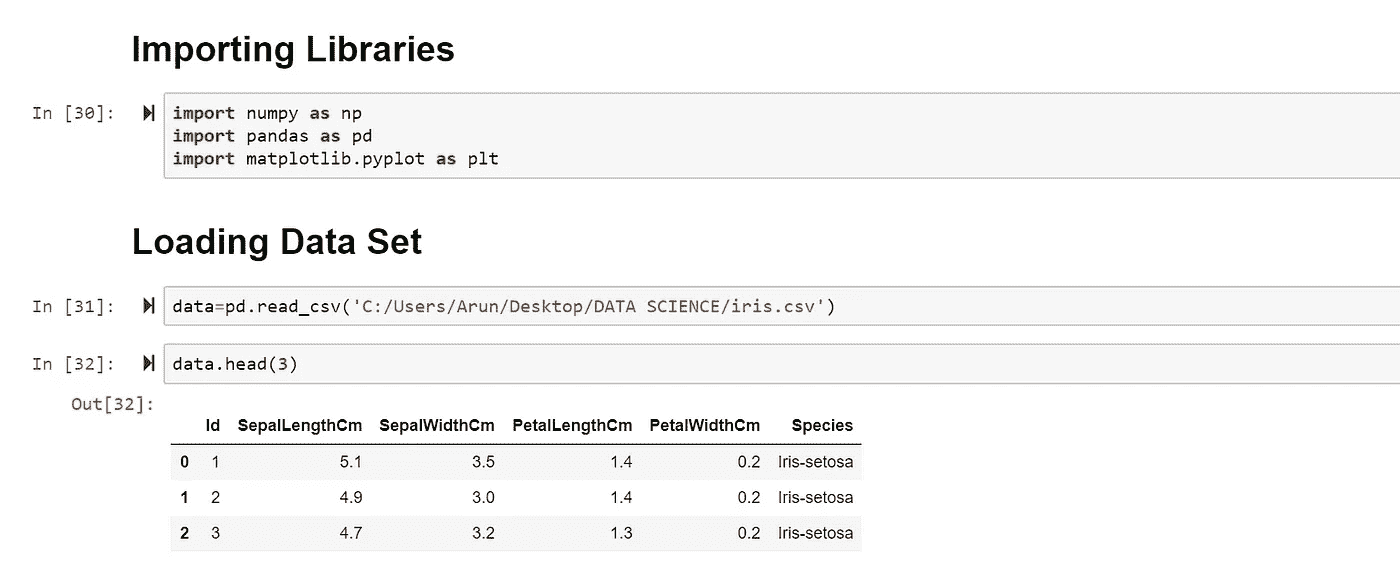 Importing Libraries
In [30]: import numpy as np
import pandas as pd
import matplotlib.pyplot as plt
Loading Data Set
In [31]: data=pd.read_csv('C:/Users/Arun/Desktop/DATA SCIENCE/iris.csv')
In [32]: data.head(3)
Out[32]:
Id SepalLengthCm SepalWidthCm PetalLengthCm PetalWidthCm Species
0 1 5.1 3.5 1.4 0.2 Iris-setosa
1 2 4.9 3.0 1.4 0.2 Iris-setosa
2 3 4.7 3.2 1.3 0.2 Iris-setosa